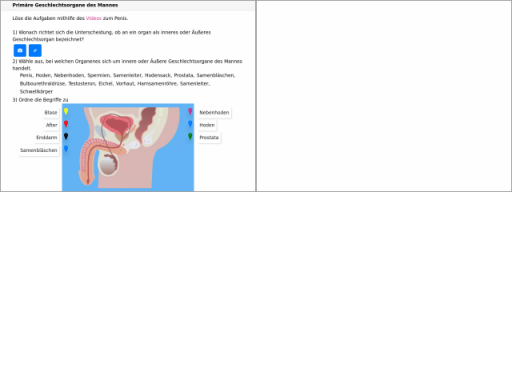 Primäre Geschlechtsorgane des Mannes
Löse die Aufgaben mithilfe des Videos zum Penis.
1) Wonach richtet sich die Unterscheidung, ob ein organ als inneres oder Äußeres
Geschlechtsorgan bezeichnet?
2) Wähle aus, bei welchen Organenes sich um innere oder Äußere Geschlechtsorgane des Mannes
handelt.
Penis, Hoden, Nebenhoden, Spermien, Samenleiter, Hodensack, Prostata, Samenbläschen,
Bulbourethraldrüse, Testosteron, Eichel, Vorhaut, Harnsamenröhre, Samenleiter,
Schwellkörper
3) Ordne die Begriffe zu
Blase
After
Enddarm
Samenbläschen
Nebenhoden
Hoden
Prostata